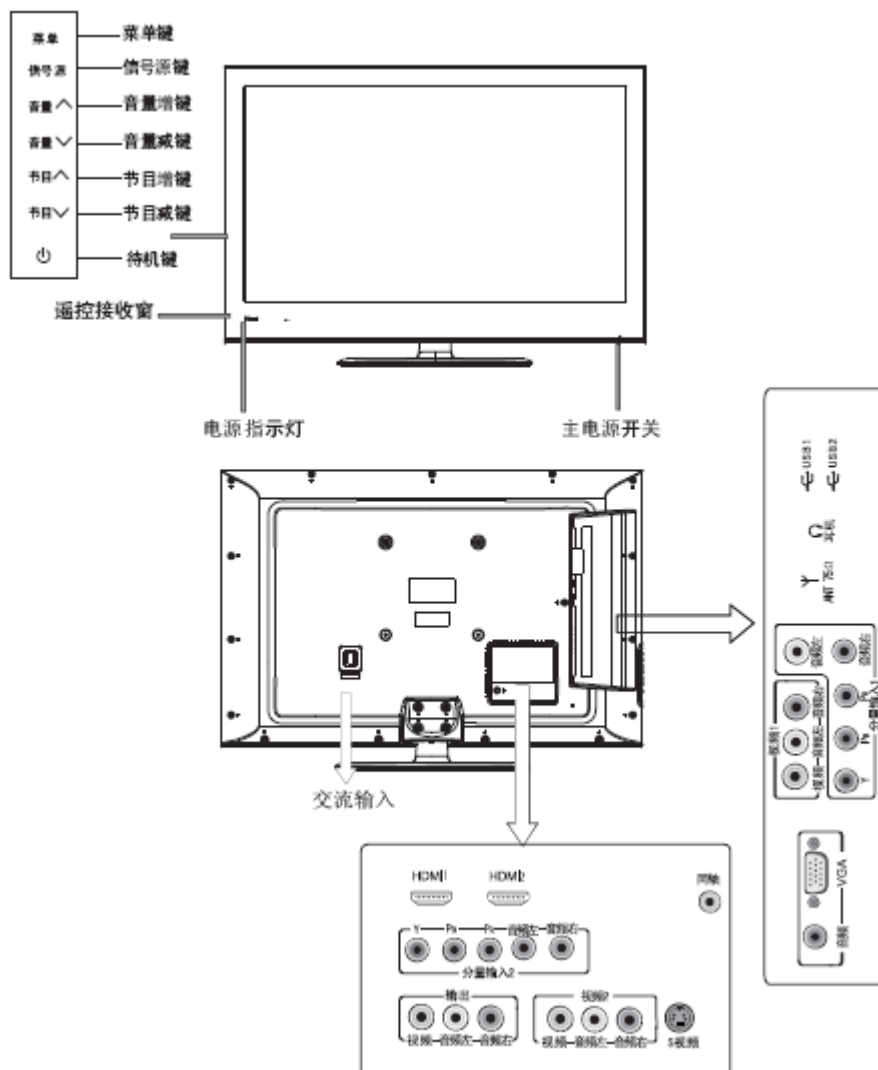 菜单 菜单键
信号源 信号源键
音量∧ 音量增键
音量∨ 音量减键
节目∧ 节目增键
节目∨ 节目减键
待机键
遥控接收窗
电源指示灯
主电源开关
交流输入
USB1
USB2
耳机
ANT 75Ω
音频左
音频右
视频1
视频-音频左-音频右
Y
分量输入1
VGA
音频
HDMI1
HDMI2
同轴
Y 音频左 音频右
分量输入2
输出
视频-音频左-音频右
视频2
视频-音频左-音频右
S视频